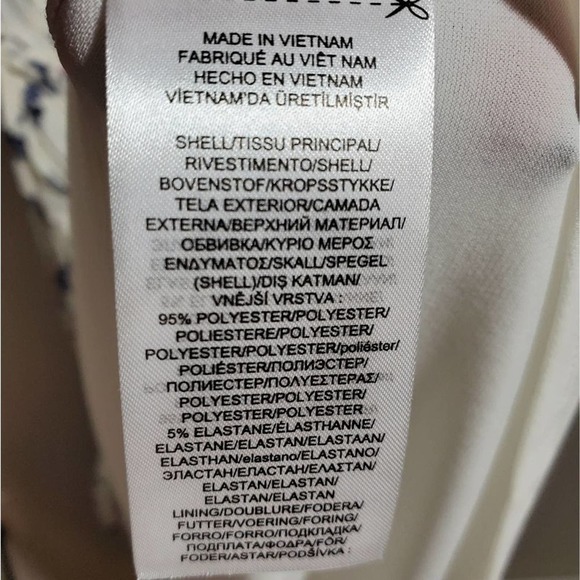 MADE IN VIETNAM
FABRIQUÉ AU VIÊT NAM
HECHO EN VIETNAM
VİETNAM'DA ÜRETİLMİŞTİR
SHELL/TISSU PRINCIPAL/
RIVESTIMENTO/SHELL/
BOVENSTOF/KROPSSTYKKE/
TELA EXTERIOR/CAMADA
EXTERNA/ВЕРХНИЙ МАТЕРИАЛ/
ОБВИВКА/ΚΥΡΙΟ ΜΕΡΟΣ
ΕΝΔΥΜΑΤΟΣ/SKALL/SPEGEL
(SHELL)/DIŞ KATMAN/
VNĚJŠÍ VRSTVA :
95% POLYESTER/POLYESTER/
POLIESTERE/POLYESTER/
POLYESTER/POLYESTER/poliéster/
POLIÉSTER/ПОЛИЭСТЕР/
ПОЛИЕСТЕР/ΠΟΛΥΕΣΤΕΡΑΣ/
POLYESTER/POLYESTER/
POLYESTER/POLYESTER
5% ELASTANE/ÉLASTHANNE/
ELASTANE/ELASTAN/ELASTAAN/
ELASTHAN/elastano/ELASTANO/
ЭЛАСТАН/ЕЛАСТАН/ΕΛΑΣΤΑΝ/
ELASTAN/ELASTAN/
ELASTAN/ELASTAN
LINING/DOUBLURE/FODERA/
FUTTER/VOERING/FORING/
FORRO/FORRO/ПОДКЛАДКА/
ПОДПЛАТА/ΦΟΔΡΑ/FÓR/
FODER/ASTAR/PODŠÍVKA :